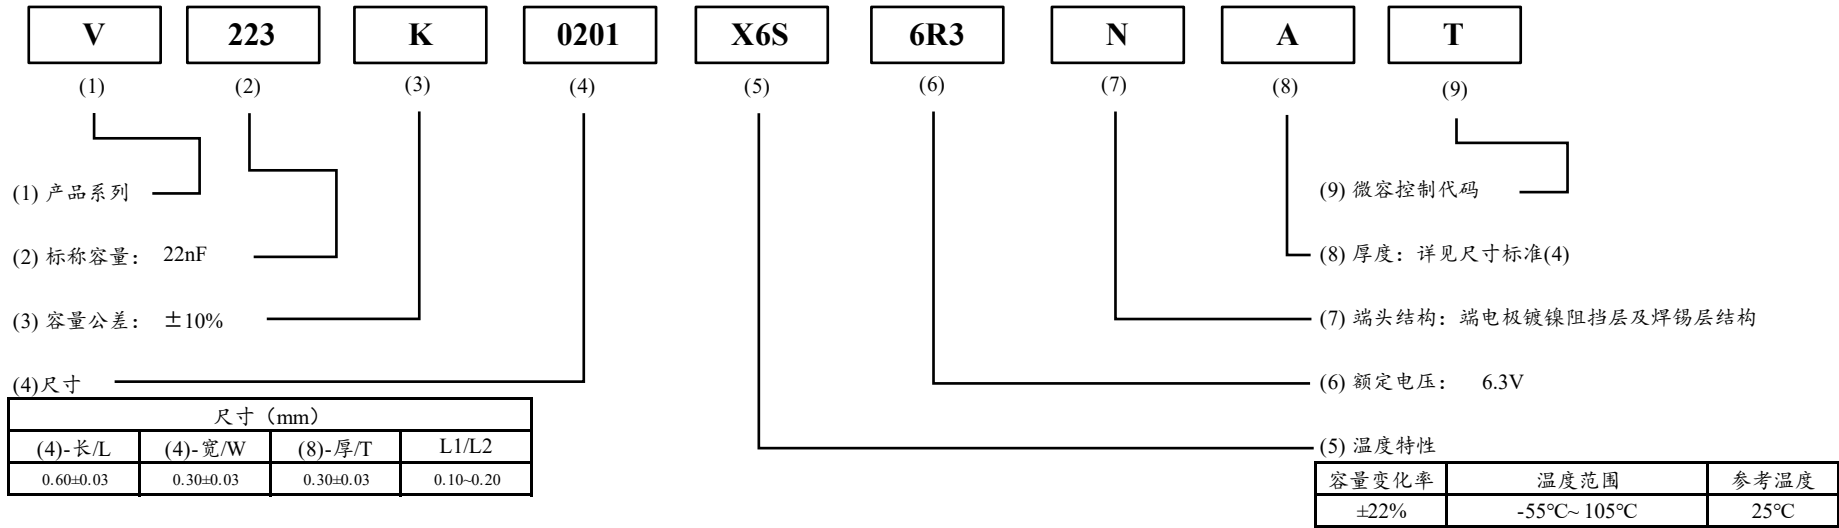 V 223 K 0201 X6S 6R3 N A T
(1) (2) (3) (4) (5) (6) (7) (8) (9)
(1) 产品系列
(9) 微容控制代码
(2) 标称容量： 22nF
(8) 厚度：详见尺寸标准(4)
(3) 容量公差： ±10%
(7) 端头结构：端电极镀镍阻挡层及焊锡层结构
(4)尺寸
(6) 额定电压： 6.3V
尺寸（mm）
(4)-长/L (4)-宽/W (8)-厚/T L1/L2
0.60±0.03 0.30±0.03 0.30±0.03 0.10~0.20
(5) 温度特性
容量变化率 温度范围 参考温度
±22% -55°C~ 105°C 25°C